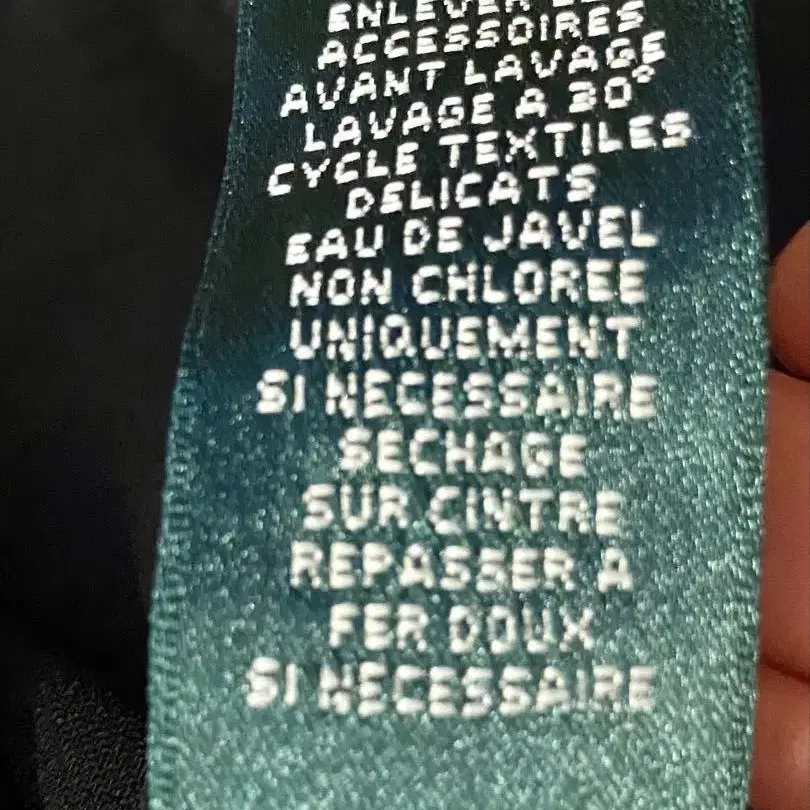 ENLEVER
ACCESSOIRES
AVANT LAVAGE
LAVAGE A 30°
CYCLE TEXTILES
DELICATS
EAU DE JAVEL
NON CHLOREE
UNIQUEMENT
SI NECESSAIRE
SECHAGE
SUR CINTRE
REPASSER A
FER DOUX
SI NECESSAIRE